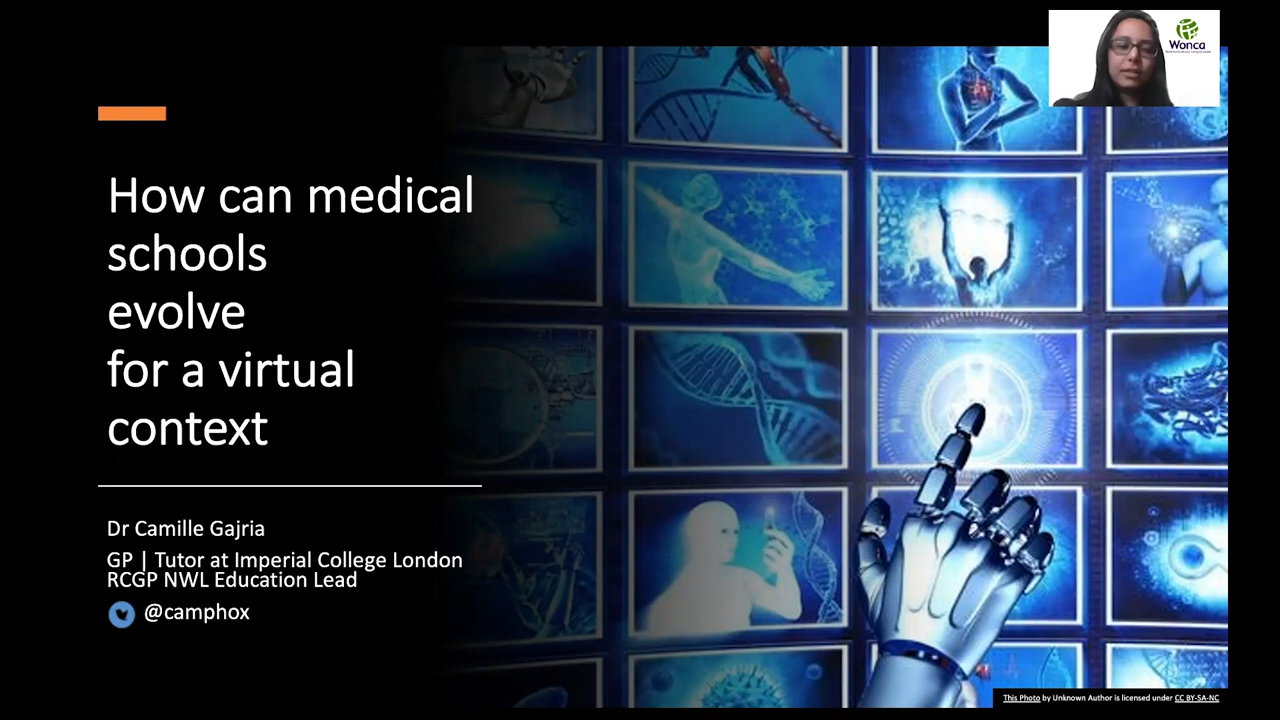 Wonca
How can medical
schools
evolve
for a virtual
context
Dr Camille Gajria
GP | Tutor at Imperial College London
RCGP NWL Education Lead
@camphox
This Photo by Unknown Author is licensed under CC BY-SA-NC